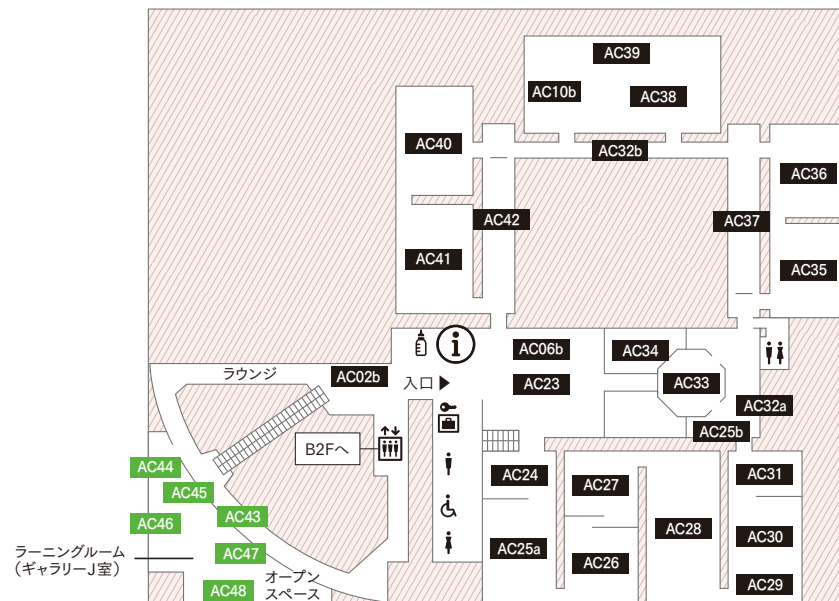 AC39
AC10b
AC38
AC40
AC32b
AC36
AC42
AC37
AC41
AC35
i
AC06b
AC34
ラウンジ
AC02b
入口
AC23
AC33
AC32a
AC25b
B2Fへ
AC44
AC24
AC31
AC45
AC27
AC46
AC43
AC28
AC30
ラーニングルーム
（ギャラリーJ室）
AC47
AC25a
AC26
AC48
オープン
スペース
AC29